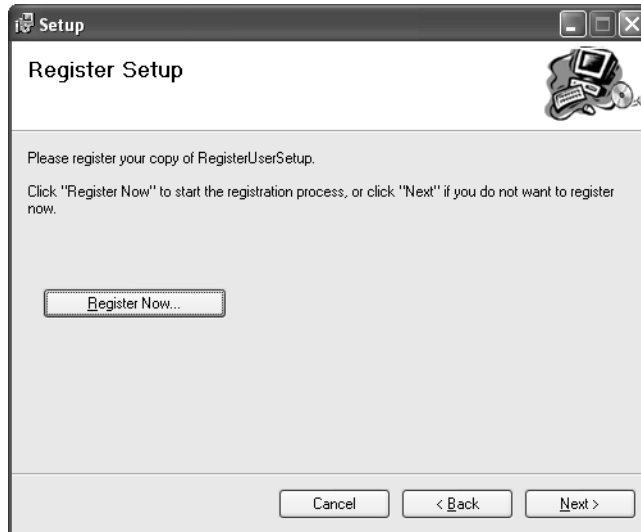 Setup
Register Setup
Please register your copy of RegisterUserSetup.
Click "Register Now" to start the registration process, or click "Next" if you do not want to register
now.
Register Now...
Cancel
< Back
Next >